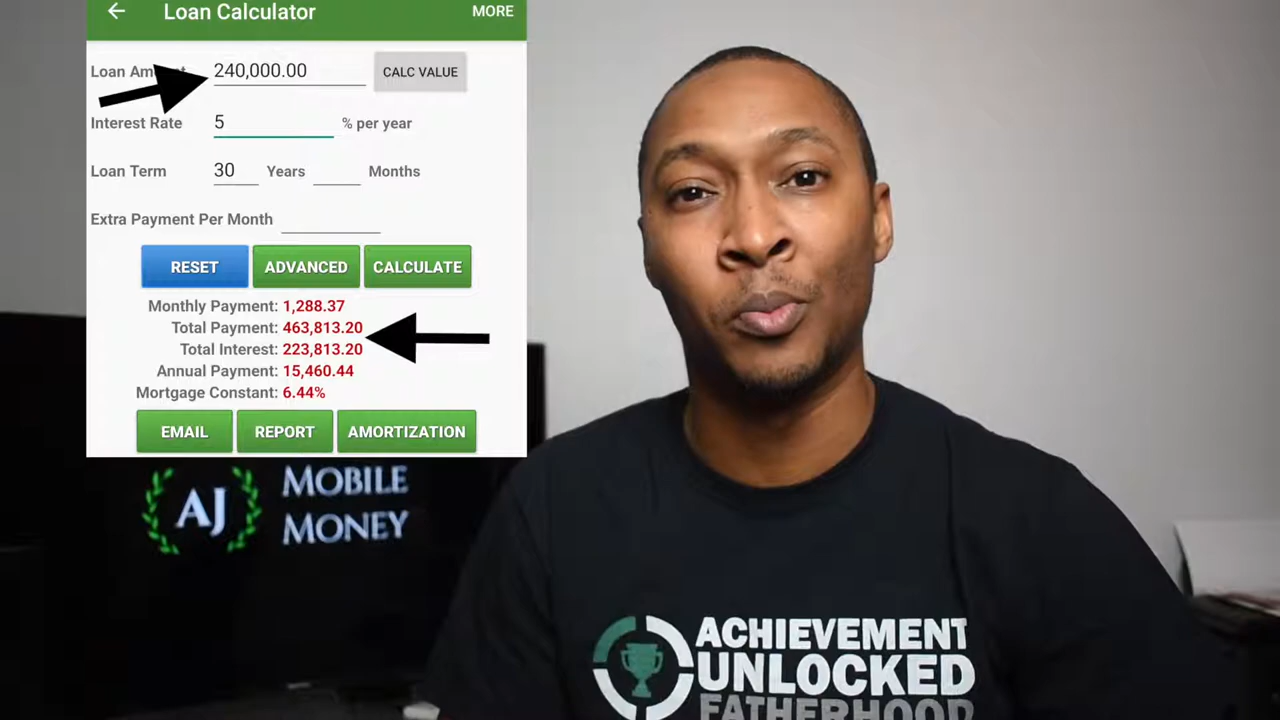 Loan Calculator MORE
Loan Am t 240,000.00 CALC VALUE
Interest Rate 5 % per year
Loan Term 30 Years Months
Extra Payment Per Month
RESET ADVANCED CALCULATE
Monthly Payment: 1,288.37
Total Payment: 463,813.20
Total Interest: 223,813.20
Annual Payment: 15,460.44
Mortgage Constant: 6.44%
EMAIL REPORT AMORTIZATION
AJ MOBILE
MONEY
ACHIEVEMENT
UNLOCKED
FATHERHOOD